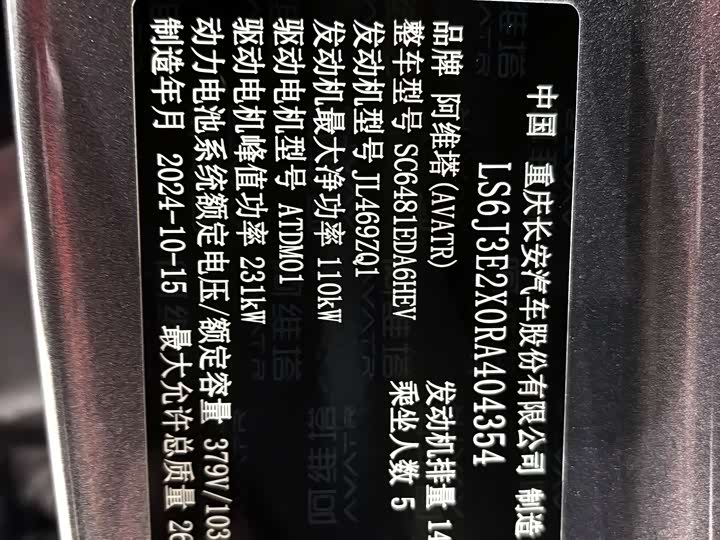 中国 重庆长安汽车股份有限公司 制造
LS6J3E2X0RA404354
品牌 阿维塔(AVATR) 发动机排量 14
整车型号 SC6481EDA6HEV 乘坐人数 5
发动机型号 JL469ZQ1
发动机最大净功率 110kW
驱动电机型号 ATDM01
驱动电机峰值功率 231kW
动力电池系统额定电压/额定容量 379V/103
制造年月 2024-10-15 最大允许总质量 26